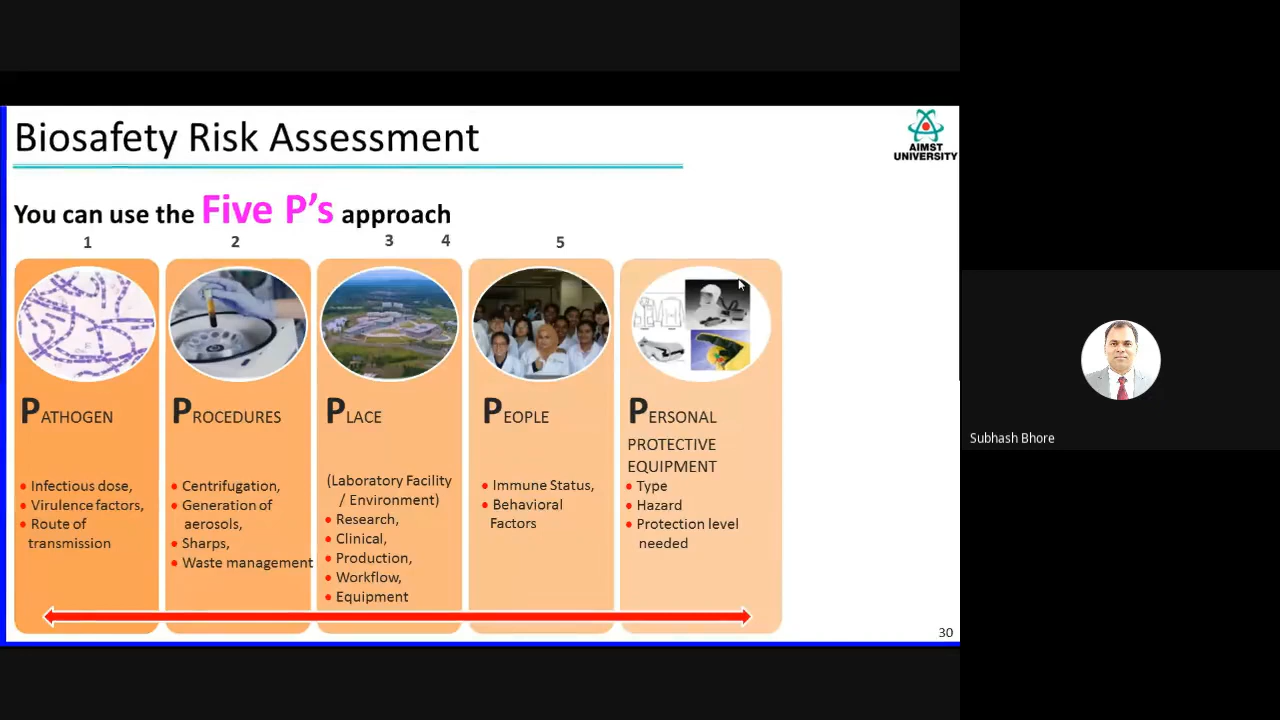 Biosafety Risk Assessment
AIMST
UNIVERSITY
You can use the Five P's approach
1
2
3
4
5
PATHOGEN
• Infectious dose,
• Virulence factors,
• Route of
transmission
PROCEDURES
• Centrifugation,
• Generation of
aerosols,
• Sharps,
• Waste management
PLACE
(Laboratory Facility
/ Environment)
• Research,
• Clinical,
• Production,
• Workflow,
• Equipment
PEOPLE
• Immune Status,
• Behavioral
Factors
PERSONAL
PROTECTIVE
EQUIPMENT
• Type
• Hazard
• Protection level
needed
30
Subhash Bhore